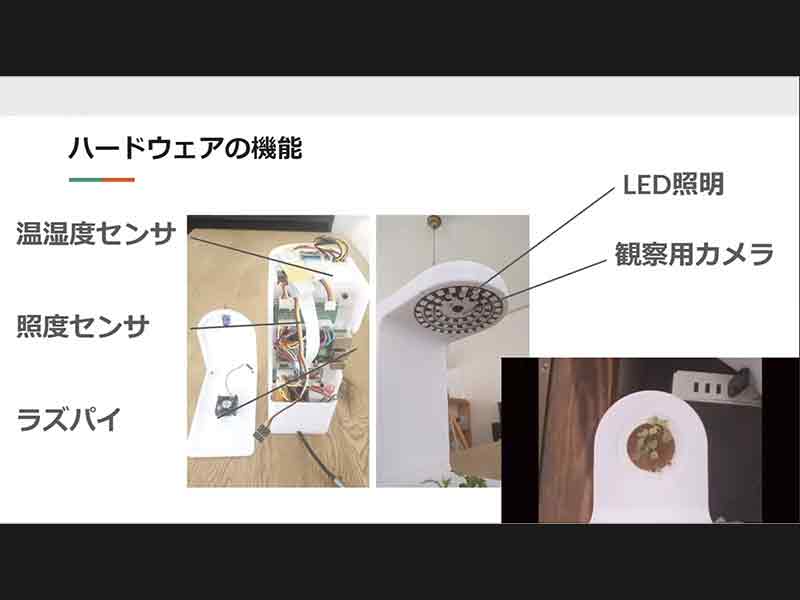 ハードウェアの機能
LED照明
温湿度センサ
観察用カメラ
照度センサ
ラズパイ